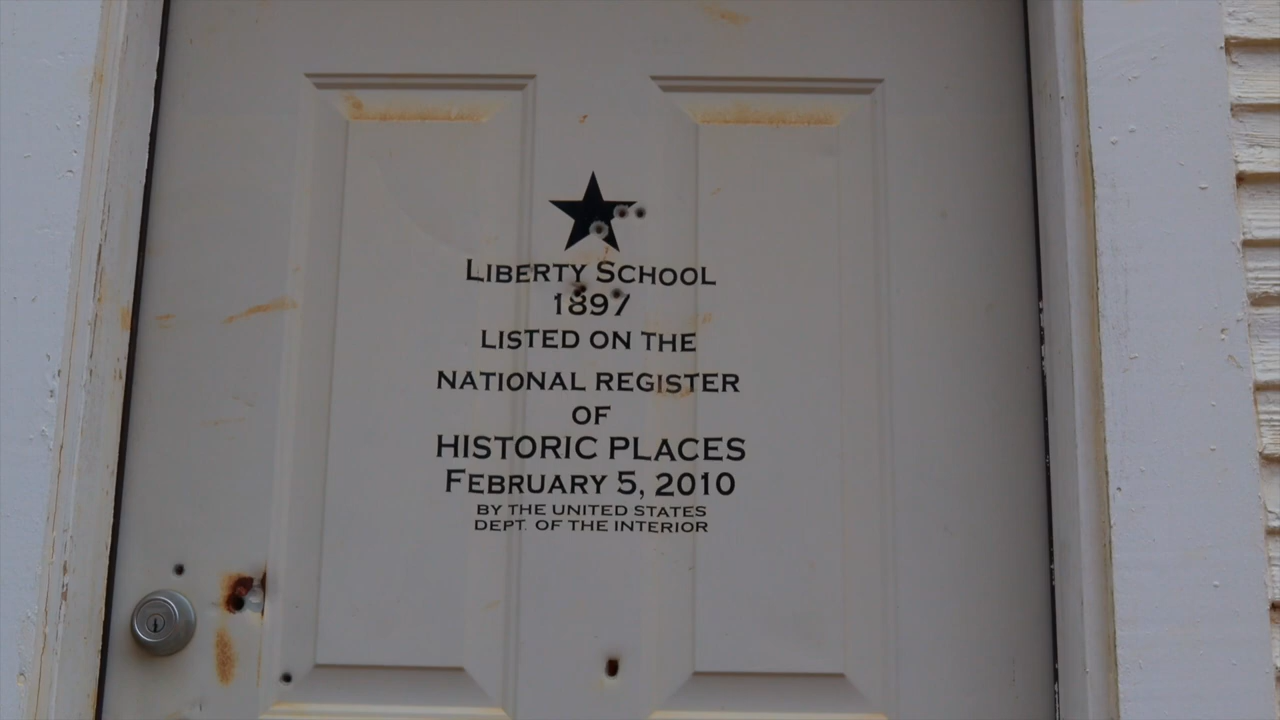 LIBERTY SCHOOL
1897
LISTED ON THE
NATIONAL REGISTER
OF
HISTORIC PLACES
FEBRUARY 5, 2010
BY THE UNITED STATES
DEPT. OF THE INTERIOR